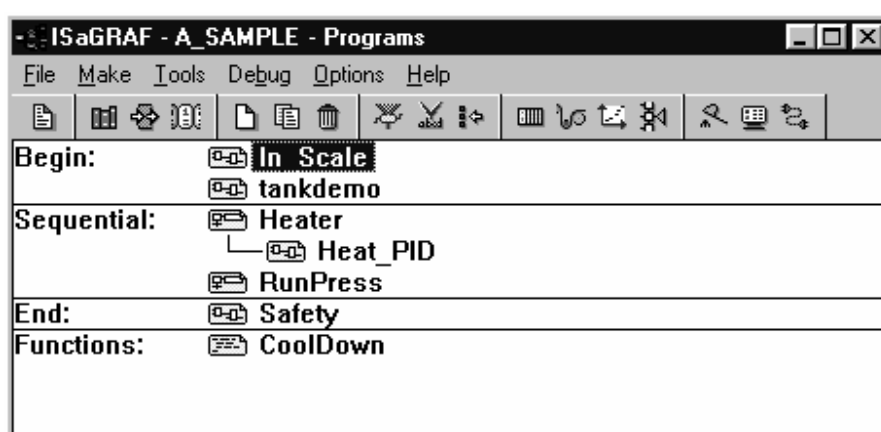 ISaGRAF - A_SAMPLE - Programs
File Make Tools Debug Options Help
Begin: In_Scale
tankdemo
Sequential: Heater
Heat_PID
RunPress
End: Safety
Functions: CoolDown